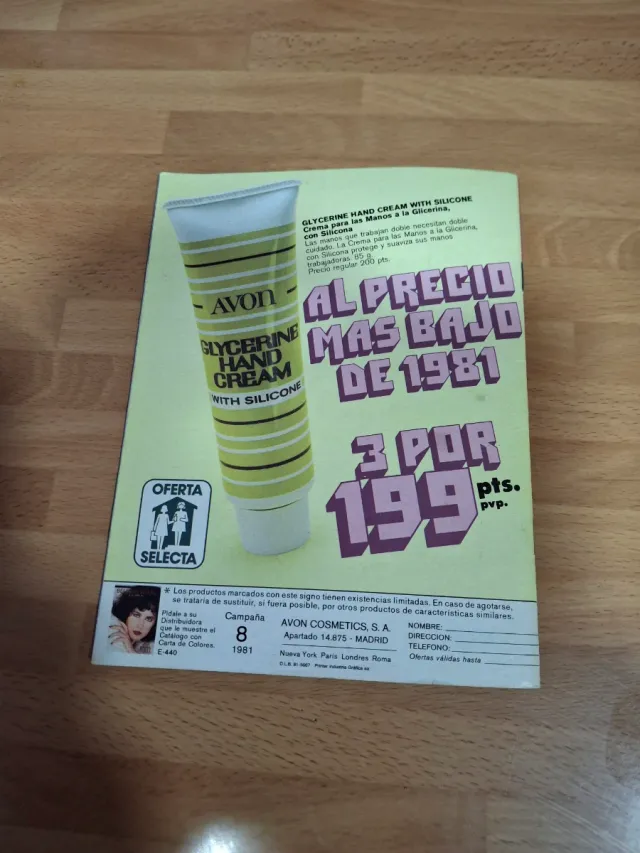 GLYCERINE HAND CREAM WITH SILICONE
Crema para las Manos a la Glicerina,
con Silicona
Las manos que trabajan doble necesitan doble
cuidado. La Crema para las Manos a la Glicerina,
con Silicona protege y suaviza sus manos
trabajadoras. 85 g.
Precio regular 200 pts.
AVON
GLYCERINE
HAND
CREAM
WITH SILICONE
AL PRECIO
MAS BAJO
DE 1981
3 POR
199 pts.
pvp.
OFERTA
SELECTA
* Los productos marcados con este signo tienen existencias limitadas. En caso de agotarse,
se trataría de sustituir, si fuera posible, por otros productos de características similares.
Pídale a su
Distribuidora
que le muestre el
Catálogo con
Carta de Colores.
E-440
Campaña
8
1981
AVON COSMETICS, S. A.
Apartado 14.875 - MADRID
Nueva York Paris Londres Roma
NOMBRE:
DIRECCION:
TELEFONO:
Ofertas válidas hasta